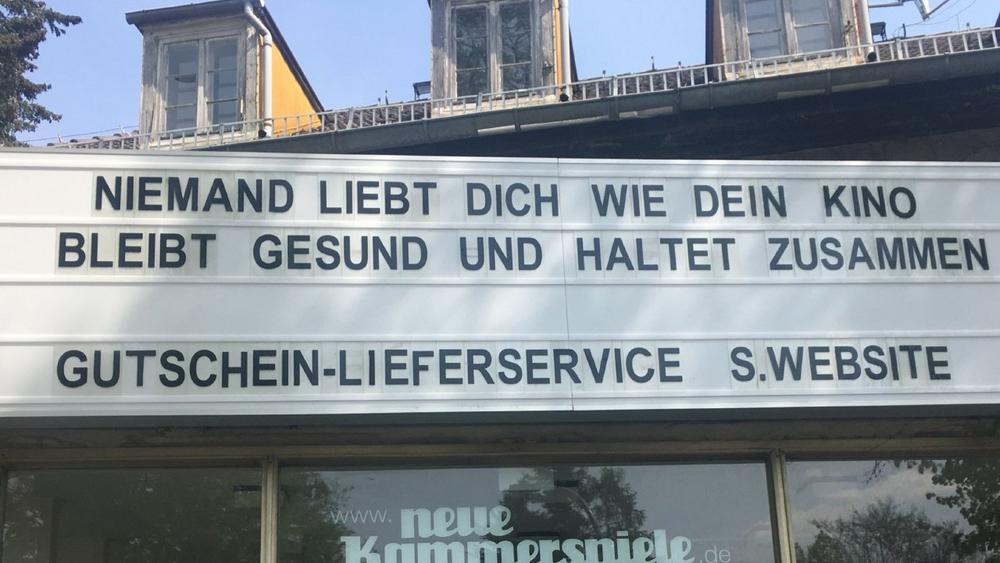 NIEMAND LIEBT DICH WIE DEIN KINO
BLEIBT GESUND UND HALTET ZUSAMMEN
GUTSCHEIN-LIEFERSERVICE S.WEBSITE
www. neue
Kammerspiele.de